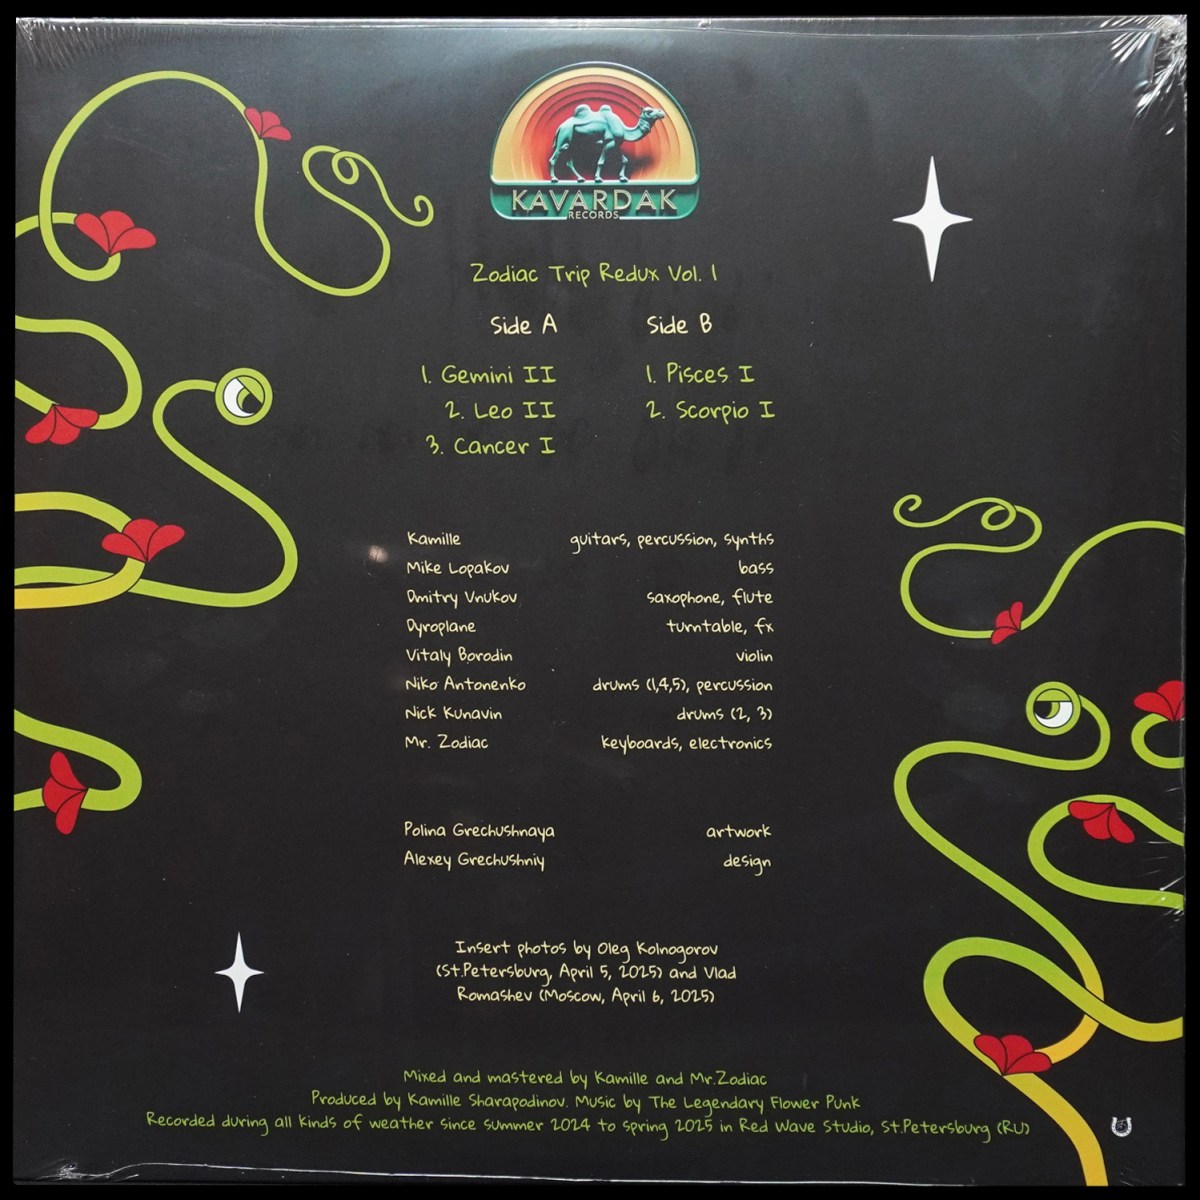 KAVARDAK
RECORDS
Zodiac Trip Redux Vol. 1
Side A
1. Gemini II
2. Leo II
3. Cancer I
Side B
1. Pisces I
2. Scorpio I
Kamille guitars, percussion, synths
Mike Lopakov bass
Dmitry Vnukov saxophone, flute
Dyroplane turntable, fx
Vitaly Borodin violin
Niko Antonenko drums (1,4,5), percussion
Nick Kunavin drums (2, 3)
Mr. Zodiac keyboards, electronics
Polina Grechushnaya artwork
Alexey Grechushniy design
Insert photos by Oleg Kolnogorov
(St.Petersburg, April 5, 2025) and Vlad
Romashev (Moscow, April 6, 2025)
Mixed and mastered by Kamille and Mr.Zodiac
Produced by Kamille Sharapodinov. Music by The Legendary Flower Punk
Recorded during all kinds of weather since summer 2024 to spring 2025 in Red Wave Studio, St.Petersburg (RU)